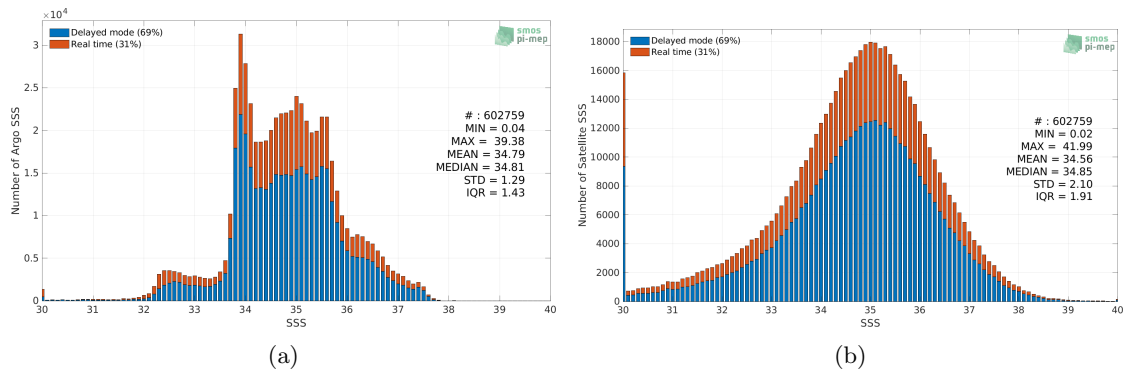 ×10⁴
Delayed mode (69%)
Real time (31%)
smos
pi-mep
3
2.5
2
1.5
1
0.5
0
Number of Argo SSS
# : 602759
MIN = 0.04
MAX = 39.38
MEAN = 34.79
MEDIAN = 34.81
STD = 1.29
IQR = 1.43
30 31 32 33 34 35 36 37 38 39 40
SSS
(a)
Delayed mode (69%)
Real time (31%)
smos
pi-mep
18000
16000
14000
12000
10000
8000
6000
4000
2000
0
Number of Satellite SSS
# : 602759
MIN = 0.02
MAX = 41.99
MEAN = 34.56
MEDIAN = 34.85
STD = 2.10
IQR = 1.91
30 31 32 33 34 35 36 37 38 39 40
SSS
(b)